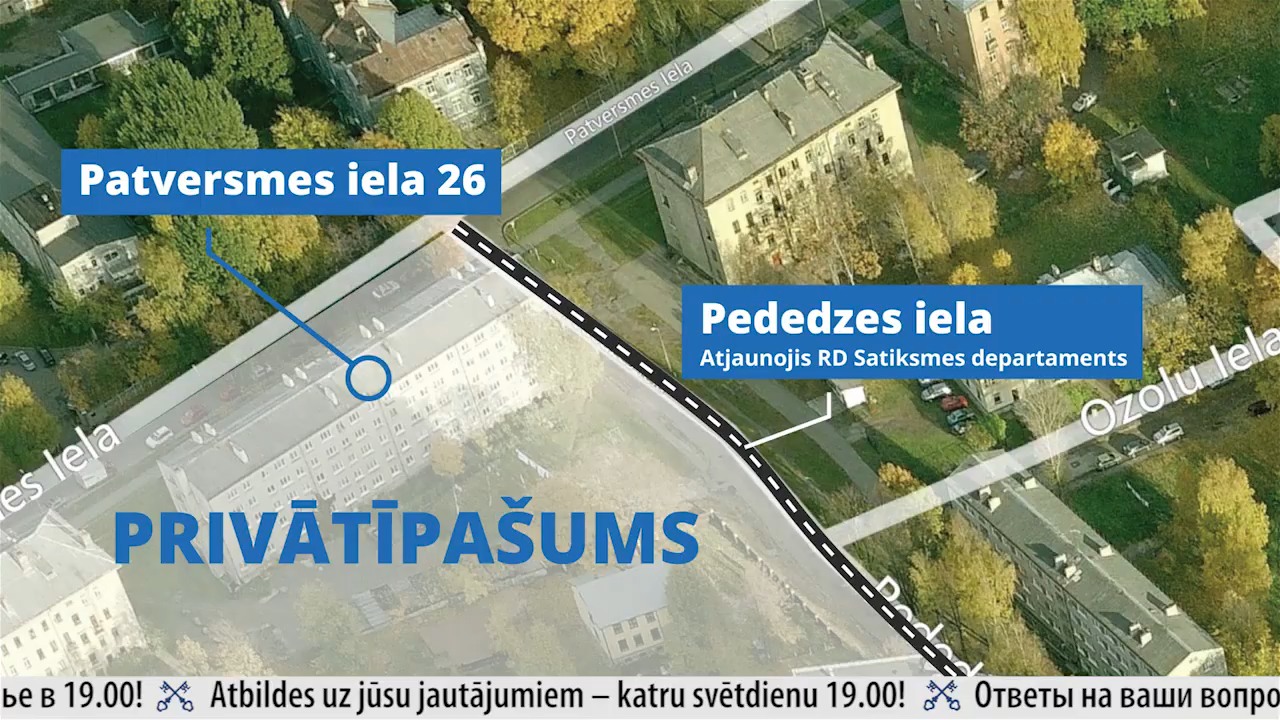 Patversmes Iela
Patversmes iela 26
Pededzes iela
Atjaunojis RD Satiksmes departaments
Ozolu Iela
es Iela
PRIVĀTĪPAŠUMS
ье в 19.00! Atbildes uz jūsu jautājumiem – katru svētdienu 19.00! Ответы на ваши вопро